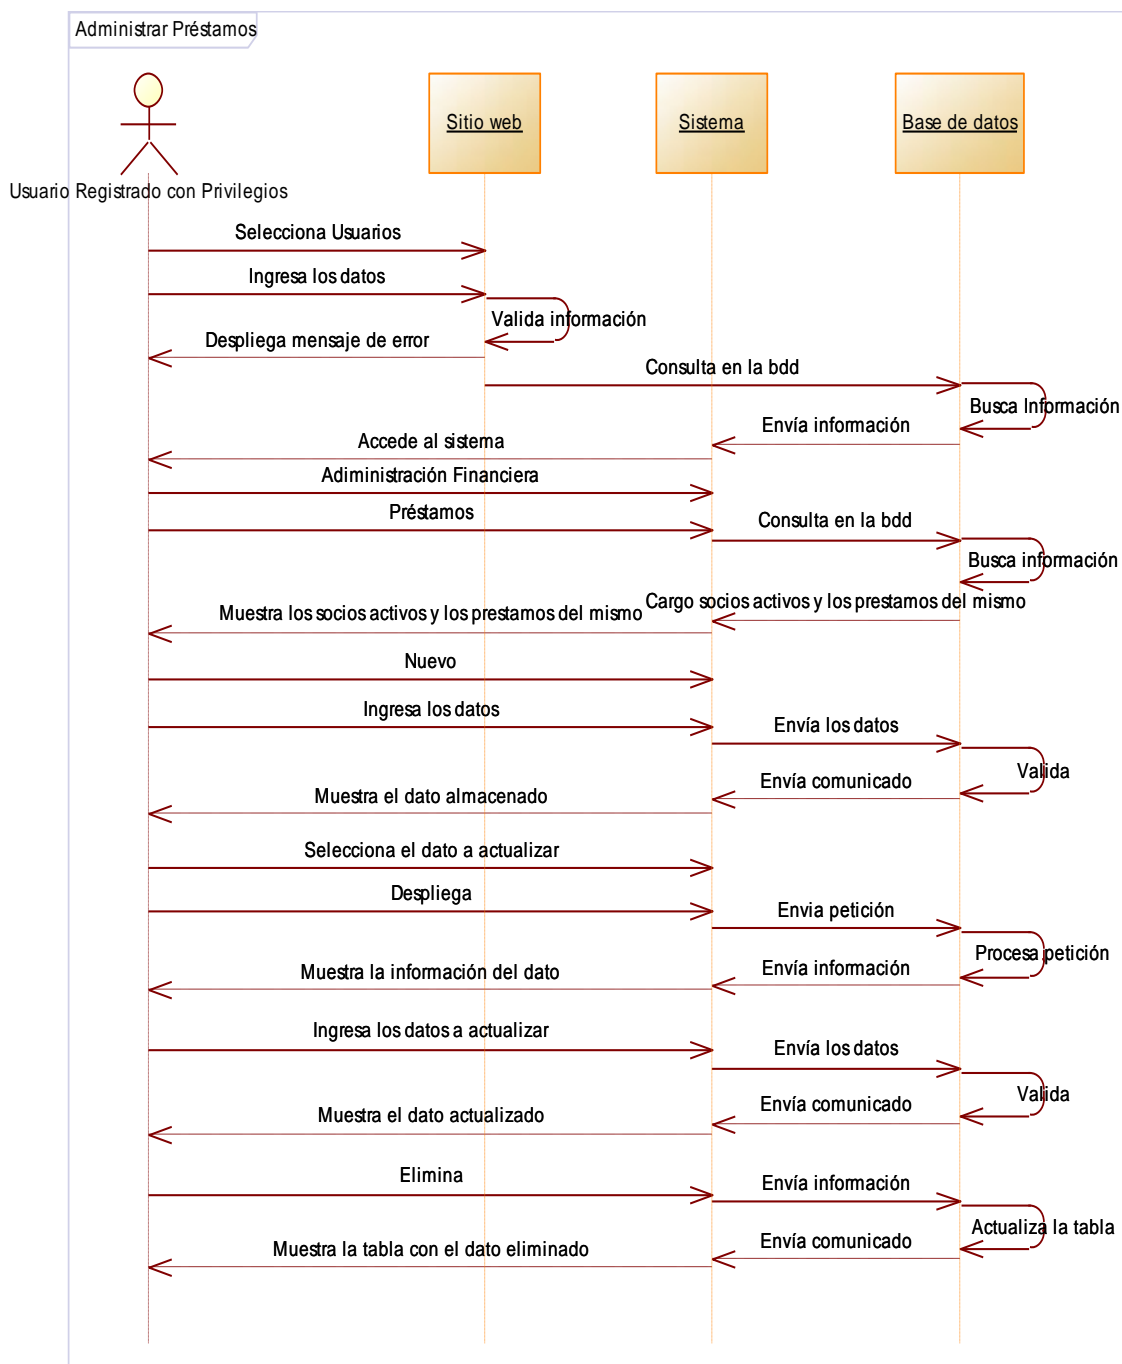 Administrar Préstamos
Sitio web
Sistema
Base de datos
Usuario Registrado con Privilegios
Selecciona Usuarios
Ingresa los datos
Valida información
Despliega mensaje de error
Consulta en la bdd
Busca Información
Envía información
Accede al sistema
Adiministración Financiera
Préstamos
Consulta en la bdd
Busca información
Cargo socios activos y los prestamos del mismo
Muestra los socios activos y los prestamos del mismo
Nuevo
Ingresa los datos
Envía los datos
Valida
Envía comunicado
Muestra el dato almacenado
Selecciona el dato a actualizar
Despliega
Envia petición
Procesa petición
Envía información
Muestra la información del dato
Ingresa los datos a actualizar
Envía los datos
Valida
Envía comunicado
Muestra el dato actualizado
Elimina
Envía información
Actualiza la tabla
Envía comunicado
Muestra la tabla con el dato eliminado